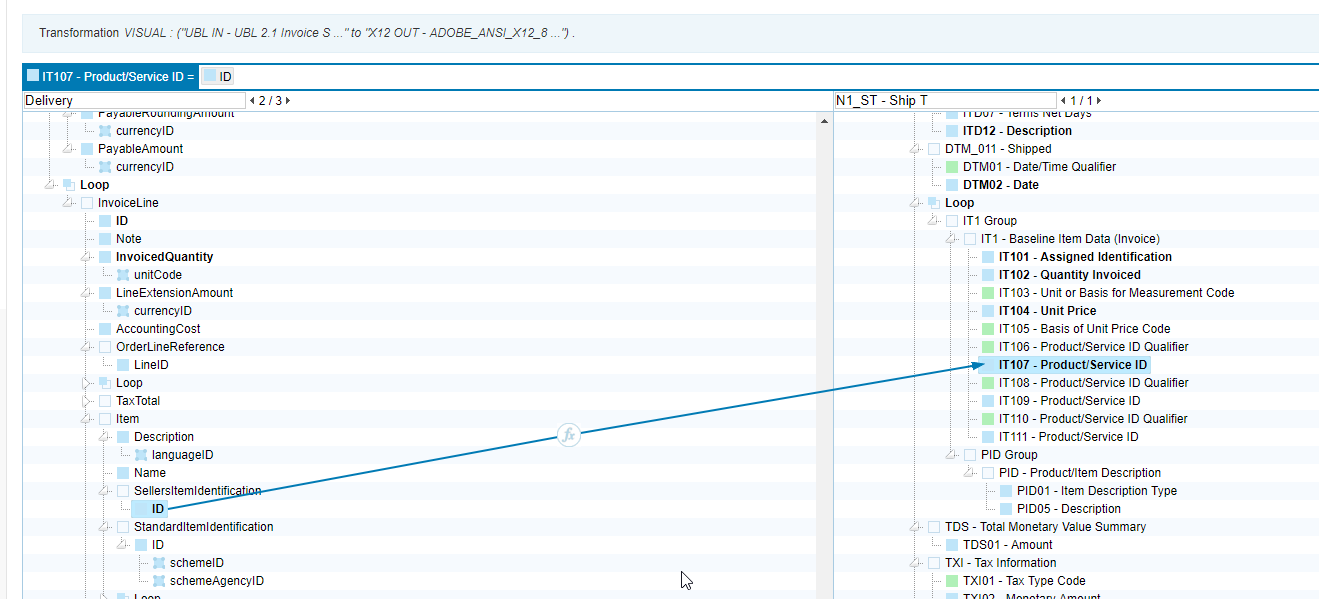 Transformation VISUAL : ("UBL IN - UBL 2.1 Invoice S ..." to "X12 OUT - ADOBE_ANSI_X12_8 ...") .
IT107 - Product/Service ID = ID
Delivery 2 / 3
PayableRoundingAmount
currencyID
PayableAmount
currencyID
Loop
InvoiceLine
ID
Note
InvoicedQuantity
unitCode
LineExtensionAmount
currencyID
AccountingCost
OrderLineReference
LineID
Loop
TaxTotal
Item
Description
languageID
Name
SellersItemIdentification
ID
StandardItemIdentification
ID
schemeID
schemeAgencyID
Loop
fx
N1_ST - Ship T 1 / 1
ITD07 - Terms Net Days
ITD12 - Description
DTM_011 - Shipped
DTM01 - Date/Time Qualifier
DTM02 - Date
Loop
IT1 Group
IT1 - Baseline Item Data (Invoice)
IT101 - Assigned Identification
IT102 - Quantity Invoiced
IT103 - Unit or Basis for Measurement Code
IT104 - Unit Price
IT105 - Basis of Unit Price Code
IT106 - Product/Service ID Qualifier
IT107 - Product/Service ID
IT108 - Product/Service ID Qualifier
IT109 - Product/Service ID
IT110 - Product/Service ID Qualifier
IT111 - Product/Service ID
PID Group
PID - Product/Item Description
PID01 - Item Description Type
PID05 - Description
TDS - Total Monetary Value Summary
TDS01 - Amount
TXI - Tax Information
TXI01 - Tax Type Code
TXI02 - Monetary Amount